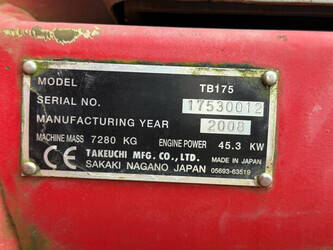 MODEL TB175
SERIAL NO. 17530012
MANUFACTURING YEAR 2008
MACHINE MASS 7280 KG ENGINE POWER 45.3 KW
CE TAKEUCHI MFG. CO., LTD. MADE IN JAPAN
SAKAKI NAGANO JAPAN 05693-63519